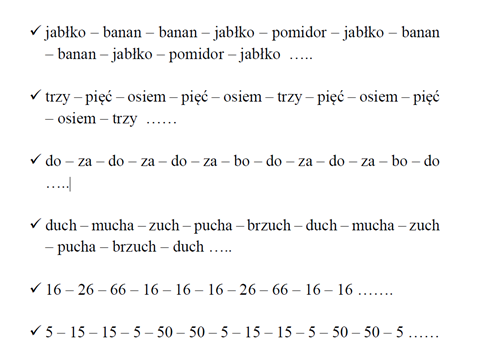 ✓ jabłko – banan – banan – jabłko – pomidor – jabłko – banan
– banan – jabłko – pomidor – jabłko …..
✓ trzy – pięć – osiem – pięć – osiem – trzy – pięć – osiem – pięć
– osiem – trzy ……
✓ do – za – do – za – do – za – bo – do – za – do – za – bo – do
…..
✓ duch – mucha – zuch – pucha – brzuch – duch – mucha – zuch
– pucha – brzuch – duch …..
✓ 16 – 26 – 66 – 16 – 16 – 16 – 26 – 66 – 16 – 16 …….
✓ 5 – 15 – 15 – 5 – 50 – 50 – 5 – 15 – 15 – 5 – 50 – 50 – 5 ……